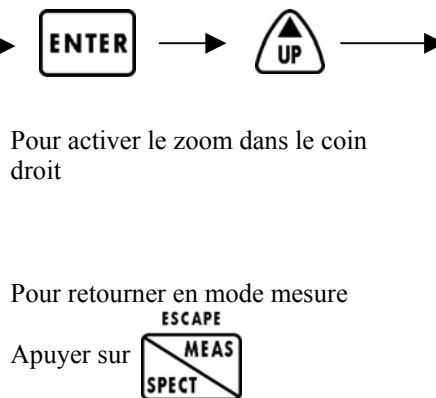 ENTER UP
Pour activer le zoom dans le coin
droit
Pour retourner en mode mesure
ESCAPE
Apuyer sur MEAS
SPECT